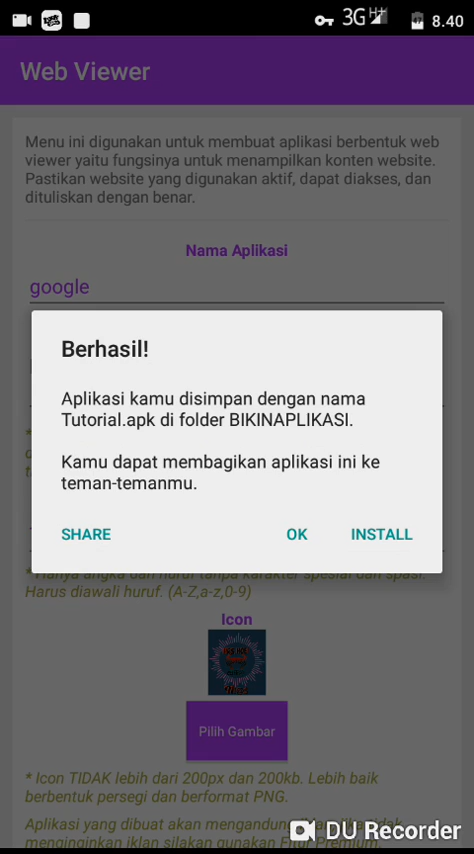 3G H+ 8.40
Web Viewer
Menu ini digunakan untuk membuat aplikasi berbentuk web
viewer yaitu fungsinya untuk menampilkan konten website.
Pastikan website yang digunakan aktif, dapat diakses, dan
dituliskan dengan benar.
Nama Aplikasi
google
Berhasil!
Aplikasi kamu disimpan dengan nama
Tutorial.apk di folder BIKINAPLIKASI.
Kamu dapat membagikan aplikasi ini ke
teman-temanmu.
SHARE OK INSTALL
* Hanya angka dan huruf tanpa karakter spesial dan spasi.
Harus diawali huruf. (A-Z,a-z,0-9)
Icon
Pilih Gambar
* Icon TIDAK lebih dari 200px dan 200kb. Lebih baik
berbentuk persegi dan berformat PNG.
Aplikasi yang dibuat akan mengandung
menginginkan iklan silakan gunakan Fitur Premium.
DU Recorder